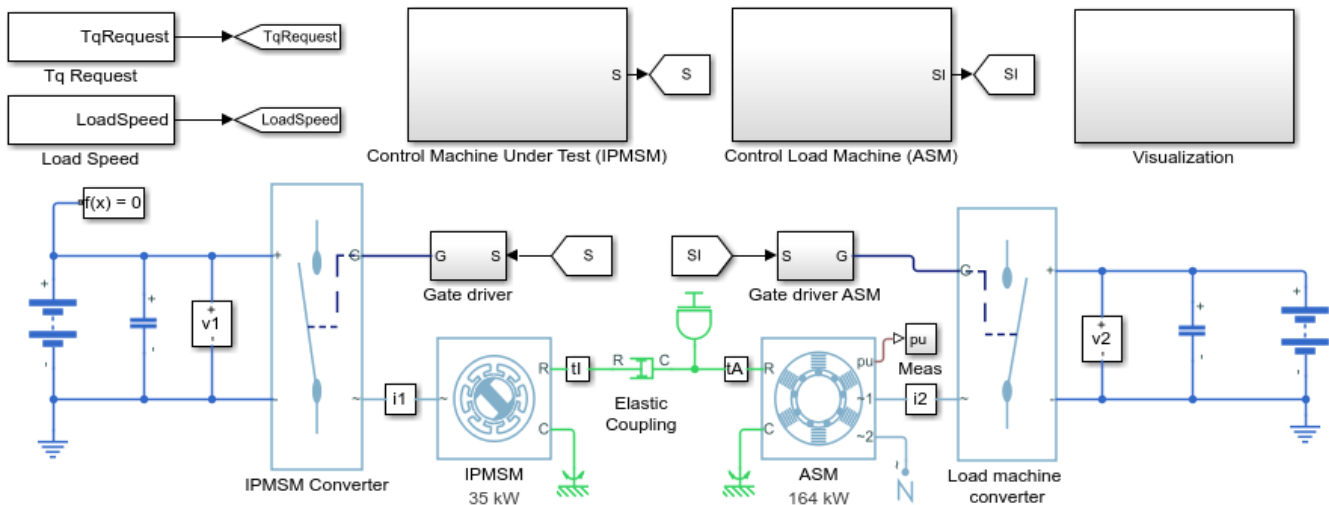 TqRequest
TqRequest
Tq Request
LoadSpeed
LoadSpeed
Load Speed
S
S
Control Machine Under Test (IPMSM)
SI
SI
Control Load Machine (ASM)
Visualization
f(x) = 0
+
-
+
-
+
v1
+
-
G
~
IPMSM Converter
G
S
Gate driver
S
SI
S
G
Gate driver ASM
i1
~
R
C
IPMSM
35 kW
tI
R
C
Elastic
Coupling
tA
R
C
pu
~1
~2
ASM
164 kW
pu
Meas
i2
N
G
~
+
-
Load machine
converter
+
v2
+
-
+
-